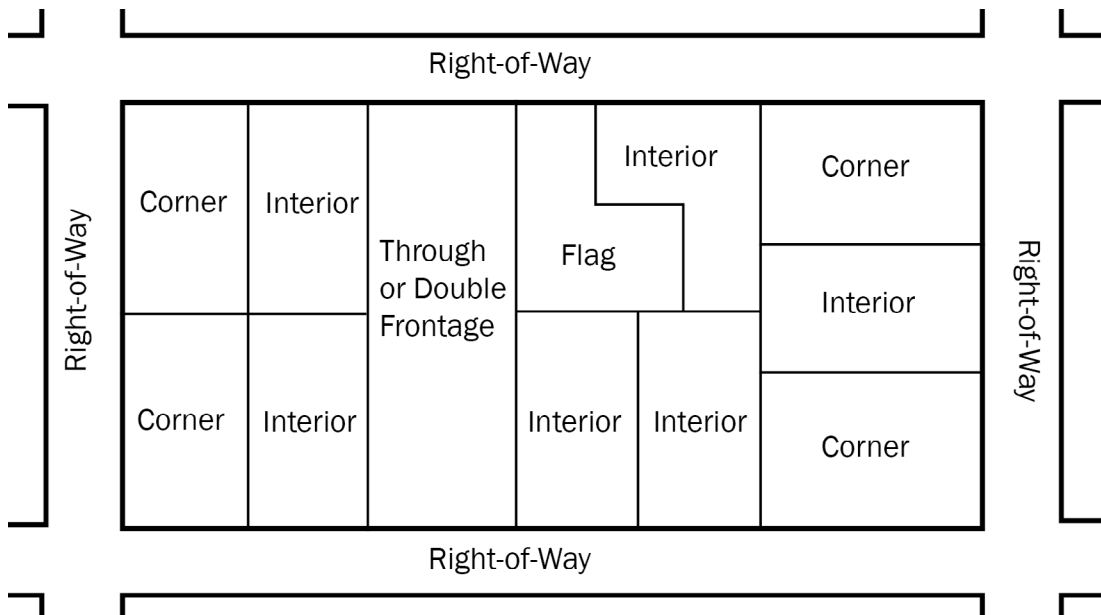 Right-of-Way
Right-of-Way
Corner
Interior
Through
or Double
Frontage
Interior
Flag
Corner
Interior
Right-of-Way
Corner
Interior
Interior
Interior
Corner
Right-of-Way